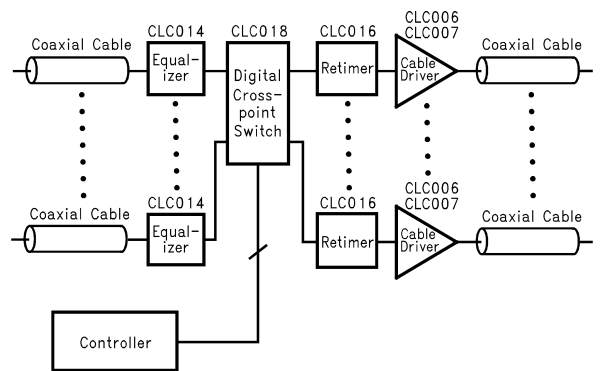 CLC006
CLC007
CLC014 CLC018 CLC016
Coaxial Cable
Equal-
izer
Digital
Cross-
point
Switch
Retimer
Cable
Driver
Coaxial Cable
CLC006
CLC007
CLC014
CLC016
Coaxial Cable
Equal-
izer
Retimer
Cable
Driver
Coaxial Cable
Controller